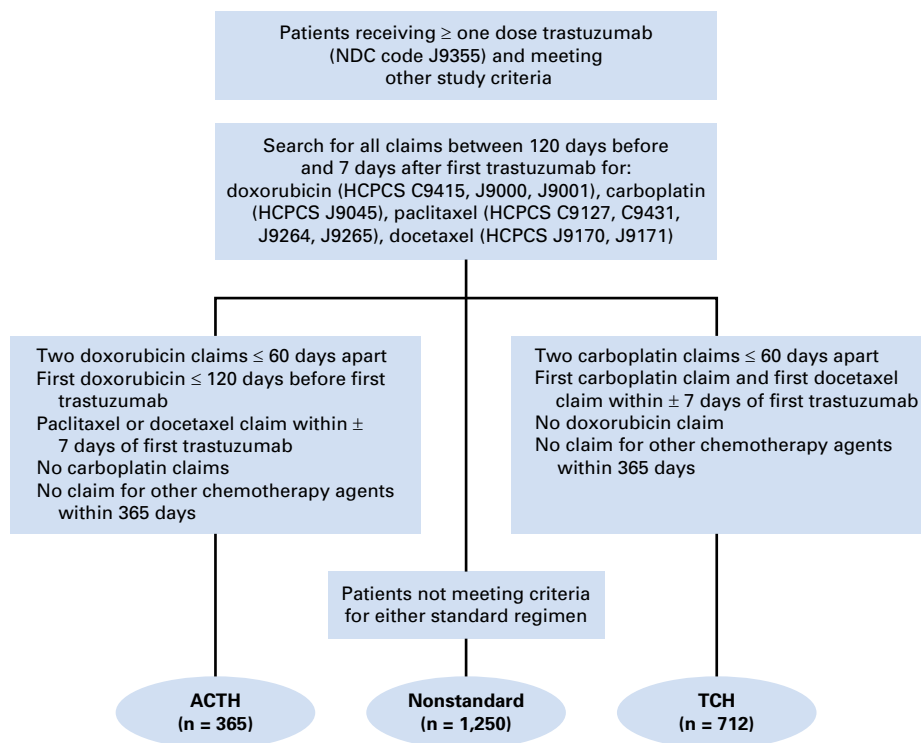 Patients receiving ≥ one dose trastuzumab
(NDC code J9355) and meeting
other study criteria
Search for all claims between 120 days before
and 7 days after first trastuzumab for:
doxorubicin (HCPCS C9415, J9000, J9001), carboplatin
(HCPCS J9045), paclitaxel (HCPCS C9127, C9431,
J9264, J9265), docetaxel (HCPCS J9170, J9171)
Two doxorubicin claims ≤ 60 days apart
First doxorubicin ≤ 120 days before first
trastuzumab
Paclitaxel or docetaxel claim within ±
7 days of first trastuzumab
No carboplatin claims
No claim for other chemotherapy agents
within 365 days
Two carboplatin claims ≤ 60 days apart
First carboplatin claim and first docetaxel
claim within ± 7 days of first trastuzumab
No doxorubicin claim
No claim for other chemotherapy agents
within 365 days
Patients not meeting criteria
for either standard regimen
ACTH
(n = 365)
Nonstandard
(n = 1,250)
TCH
(n = 712)